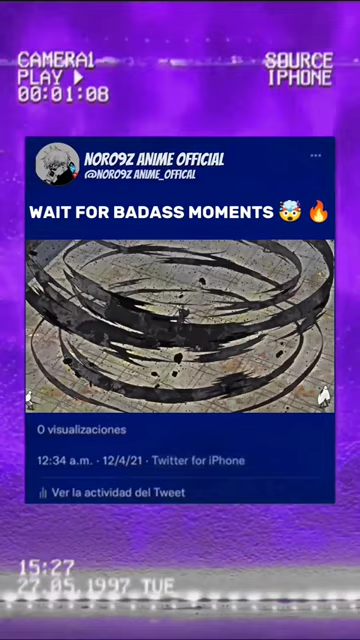 CAMERA1
PLAY
00:01:08
SOURCE
IPHONE
NORO9Z ANIME OFFICIAL
@NORO9Z ANIME_OFFICAL
WAIT FOR BADASS MOMENTS 🤯 🔥
0 visualizaciones
12:34 a.m. · 12/4/21 · Twitter for iPhone
Ver la actividad del Tweet
15:27
27.05.1997 TUE